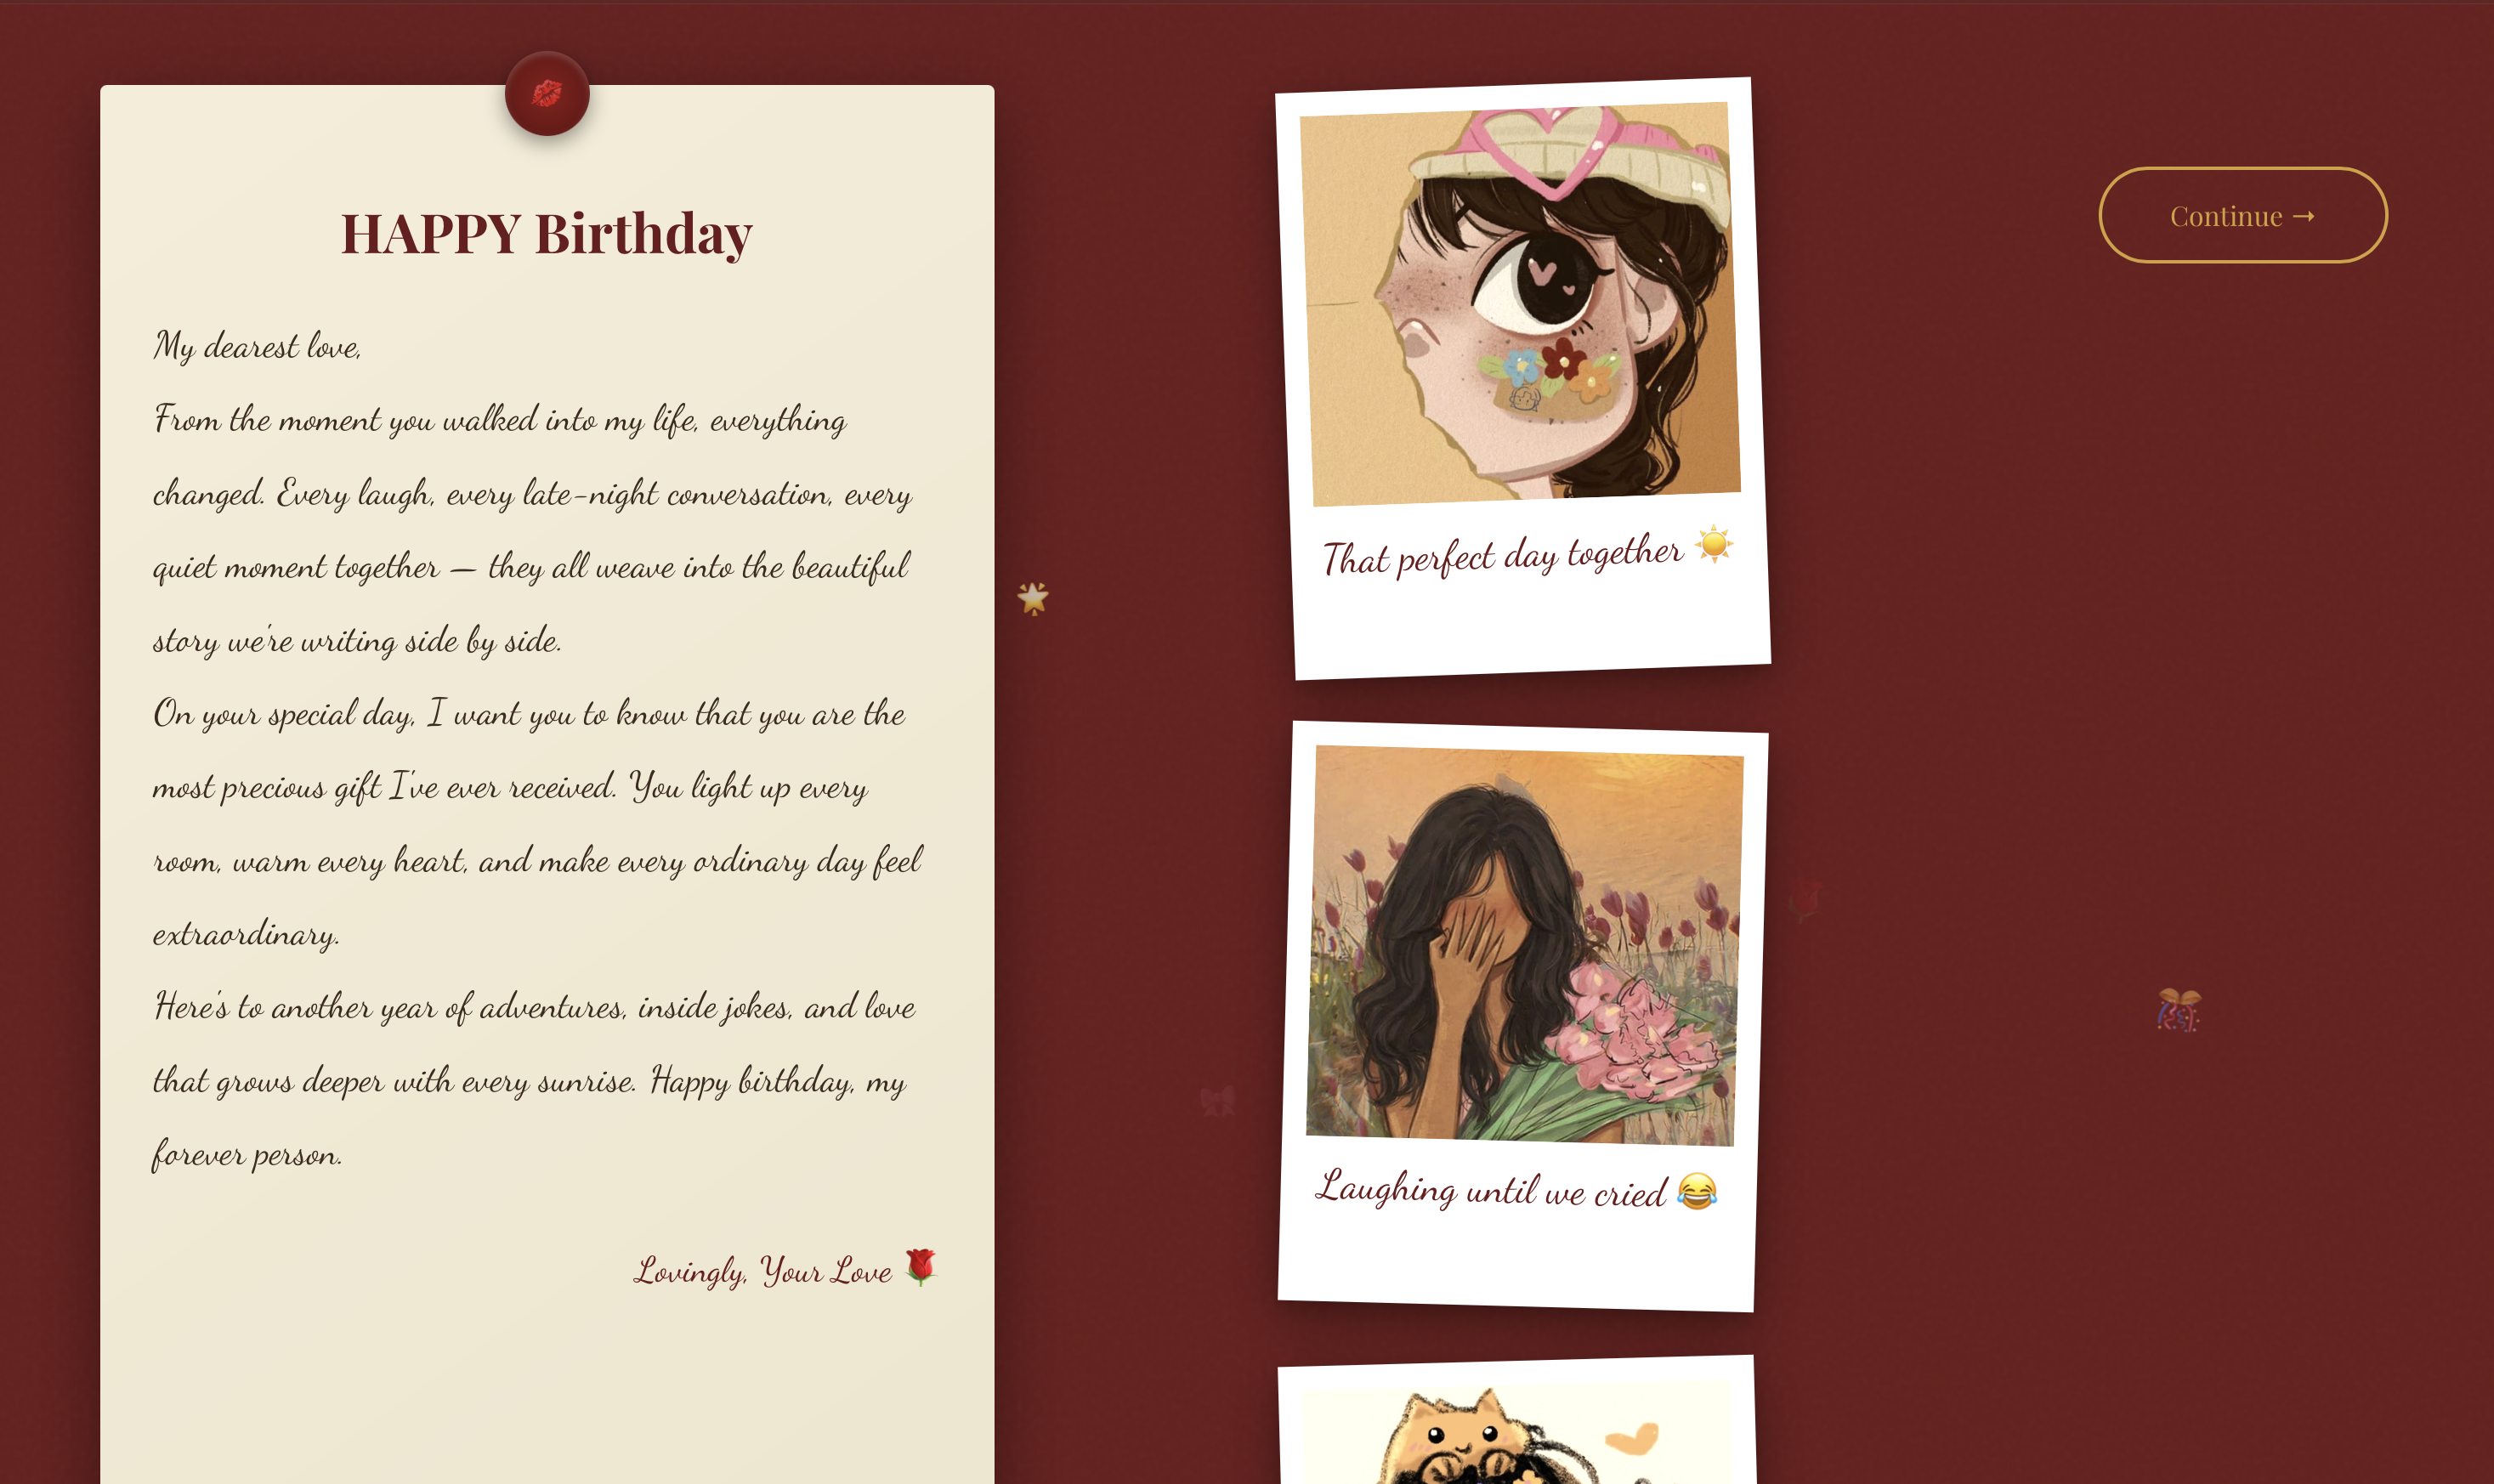 HAPPY Birthday
My dearest love,
From the moment you walked into my life, everything
changed. Every laugh, every late-night conversation, every
quiet moment together — they all weave into the beautiful
story we're writing side by side.
On your special day, I want you to know that you are the
most precious gift I've ever received. You light up every
room, warm every heart, and make every ordinary day feel
extraordinary.
Here's to another year of adventures, inside jokes, and love
that grows deeper with every sunrise. Happy birthday, my
forever person.
Lovingly, Your Love 🌹
That perfect day together ☀️
Laughing until we cried 😂
Continue →